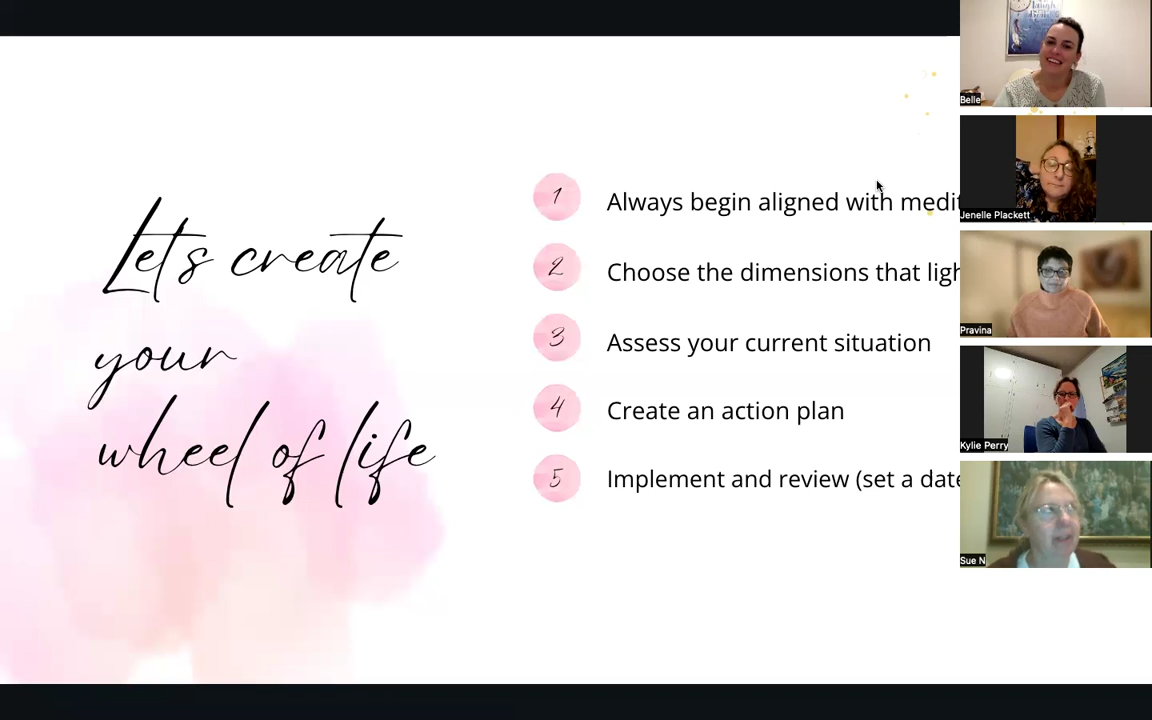 Let's create
your
wheel of life
1
Always begin aligned with medit
2
Choose the dimensions that ligh
3
Assess your current situation
4
Create an action plan
5
Implement and review (set a date
laugh
Belle
Jenelle Plackett
Pravina
Kylie Perry
Sue N